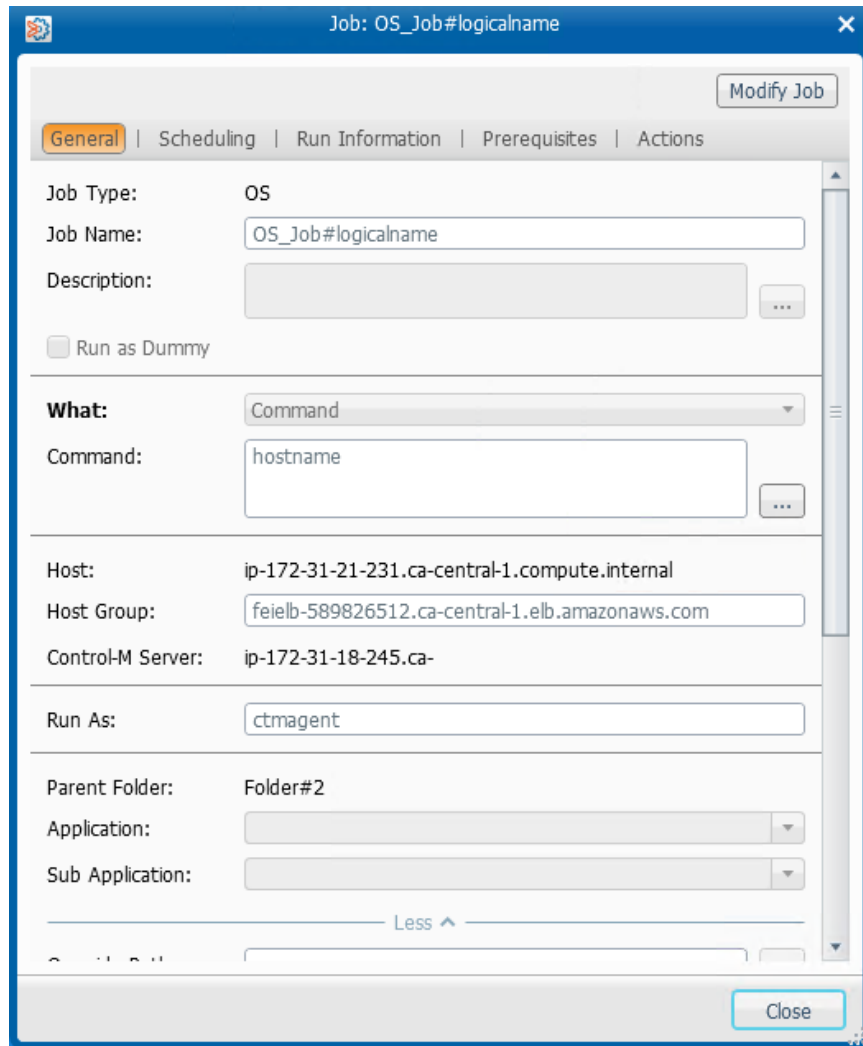 Job: OS_Job#logicalname
Modify Job
General | Scheduling | Run Information | Prerequisites | Actions
Job Type: OS
Job Name: OS_Job#logicalname
Description:
...
Run as Dummy
What: Command
Command: hostname
...
Host: ip-172-31-21-231.ca-central-1.compute.internal
Host Group: feielb-589826512.ca-central-1.elb.amazonaws.com
Control-M Server: ip-172-31-18-245.ca-
Run As: ctmagent
Parent Folder: Folder#2
Application:
Sub Application:
Less
Close